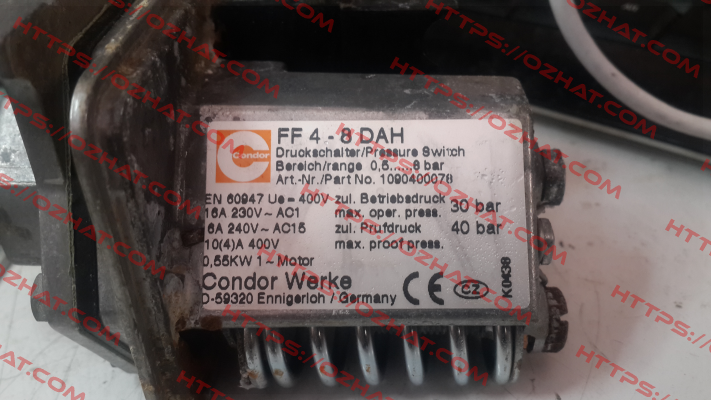 FF 4 - 8 DAH
Condor
Druckschalter/Pressure Switch
Bereich/range 0,5.....8 bar
Art.-Nr./Part No. 1090400078
EN 60947 Ue= 400V zul. Betriebsdruck 30 bar
16A 230V~ AC1 max. oper. press.
6A 240V~ AC15 zul. Prüfdruck 40 bar
10(4)A 400V max. proof press.
0,55KW 1~ Motor
Condor Werke
D-59320 Ennigerloh / Germany
CE
CZ
K0438
HTTPS://OZHAT.COM